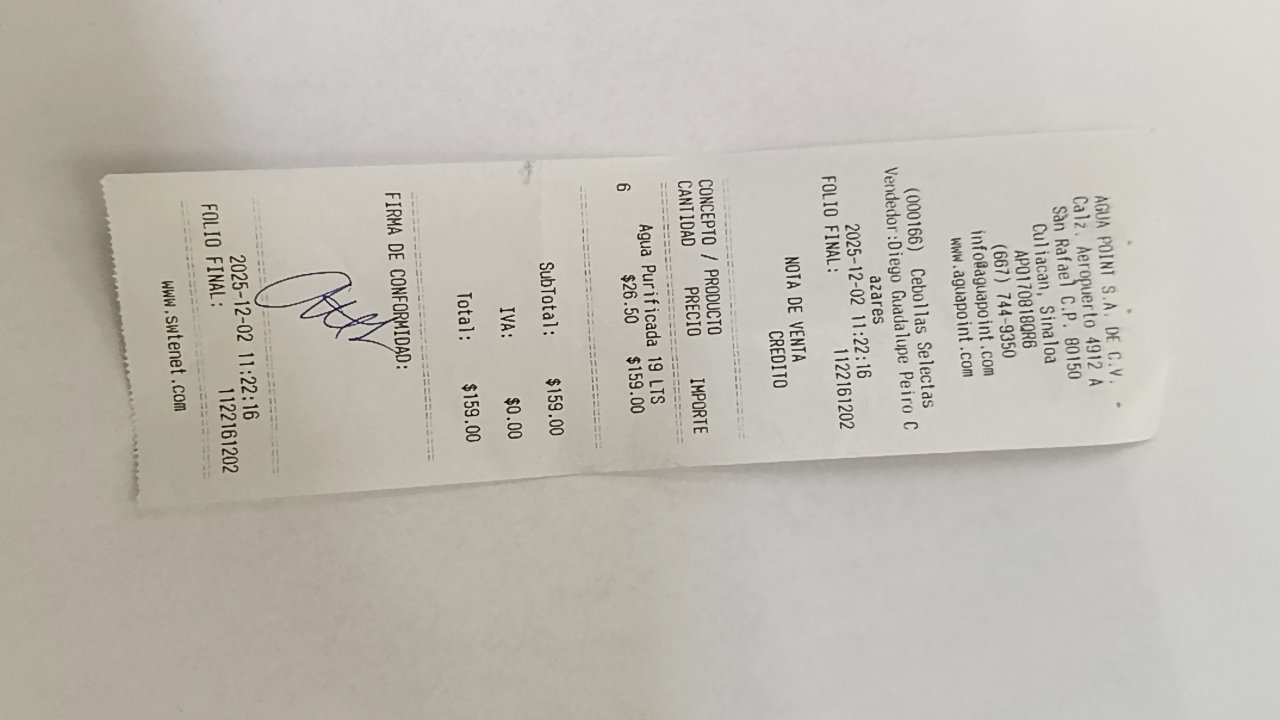 AGUA POINT S.A. DE C.V.
Calz. Aeropuerto 4912 A
San Rafael C.P. 80150
Culiacan, Sinaloa
APO170818QR6
(667) 744-9350
info@aguapoint.com
www.aguapoint.com
(000166) Cebollas Selectas
Vendedor:Diego Guadalupe Peiro C
azares
2025-12-02 11:22:16
FOLIO FINAL: 1122161202
NOTA DE VENTA
CREDITO
CONCEPTO / PRODUCTO
CANTIDAD PRECIO IMPORTE
Agua Purificada 19 LTS
6 $26.50 $159.00
SubTotal: $159.00
IVA: $0.00
Total: $159.00
FIRMA DE CONFORMIDAD:
2025-12-02 11:22:16
FOLIO FINAL: 1122161202
www.swtenet.com